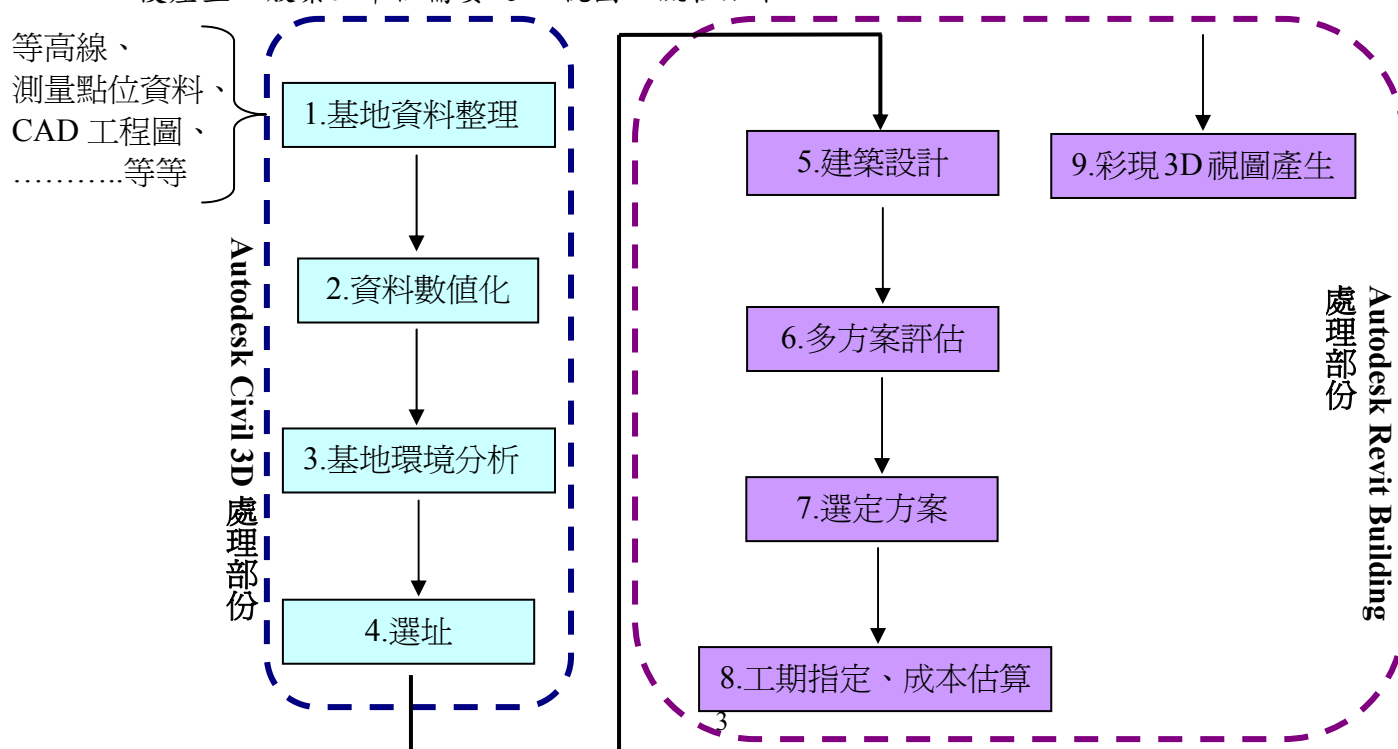 等高線、
測量點位資料、
CAD 工程圖、
………..等等
1.基地資料整理
2.資料數值化
3.基地環境分析
4.選址
Autodesk Civil 3D 處理部份
5.建築設計
6.多方案評估
7.選定方案
8.工期指定、成本估算
9.彩現 3D 視圖產生
Autodesk Revit Building
處理部份
3